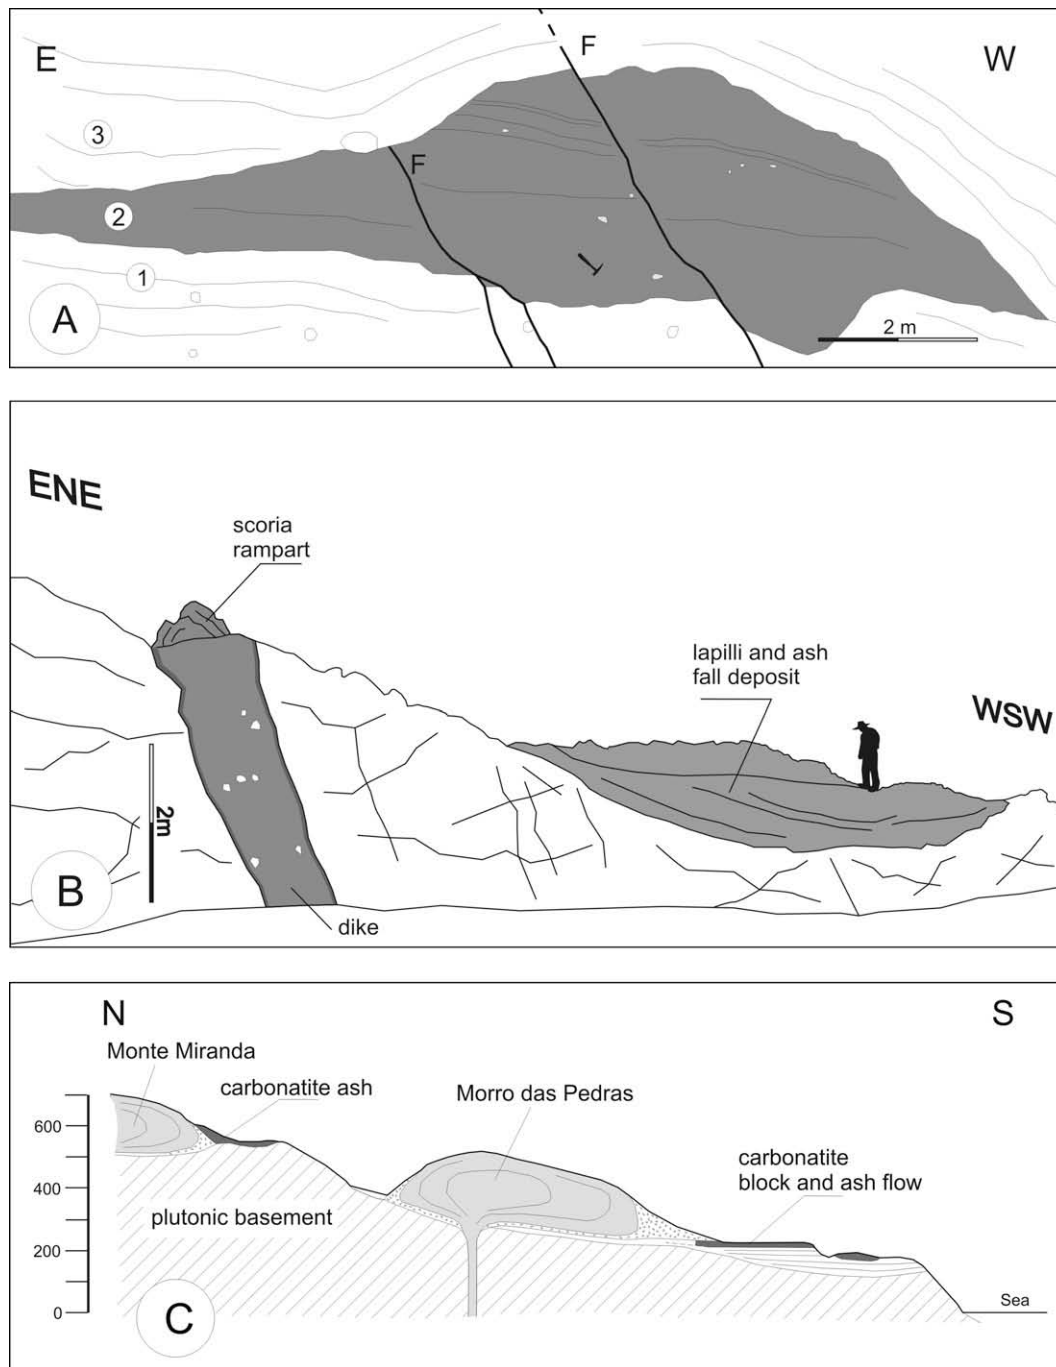 E
F
W
3
F
2
1
A
2 m
ENE
scoria
rampart
lapilli and ash
fall deposit
WSW
2m
B
dike
N
S
Monte Miranda
carbonatite ash
Morro das Pedras
600
carbonatite
block and ash flow
400
plutonic basement
200
Sea
0
C